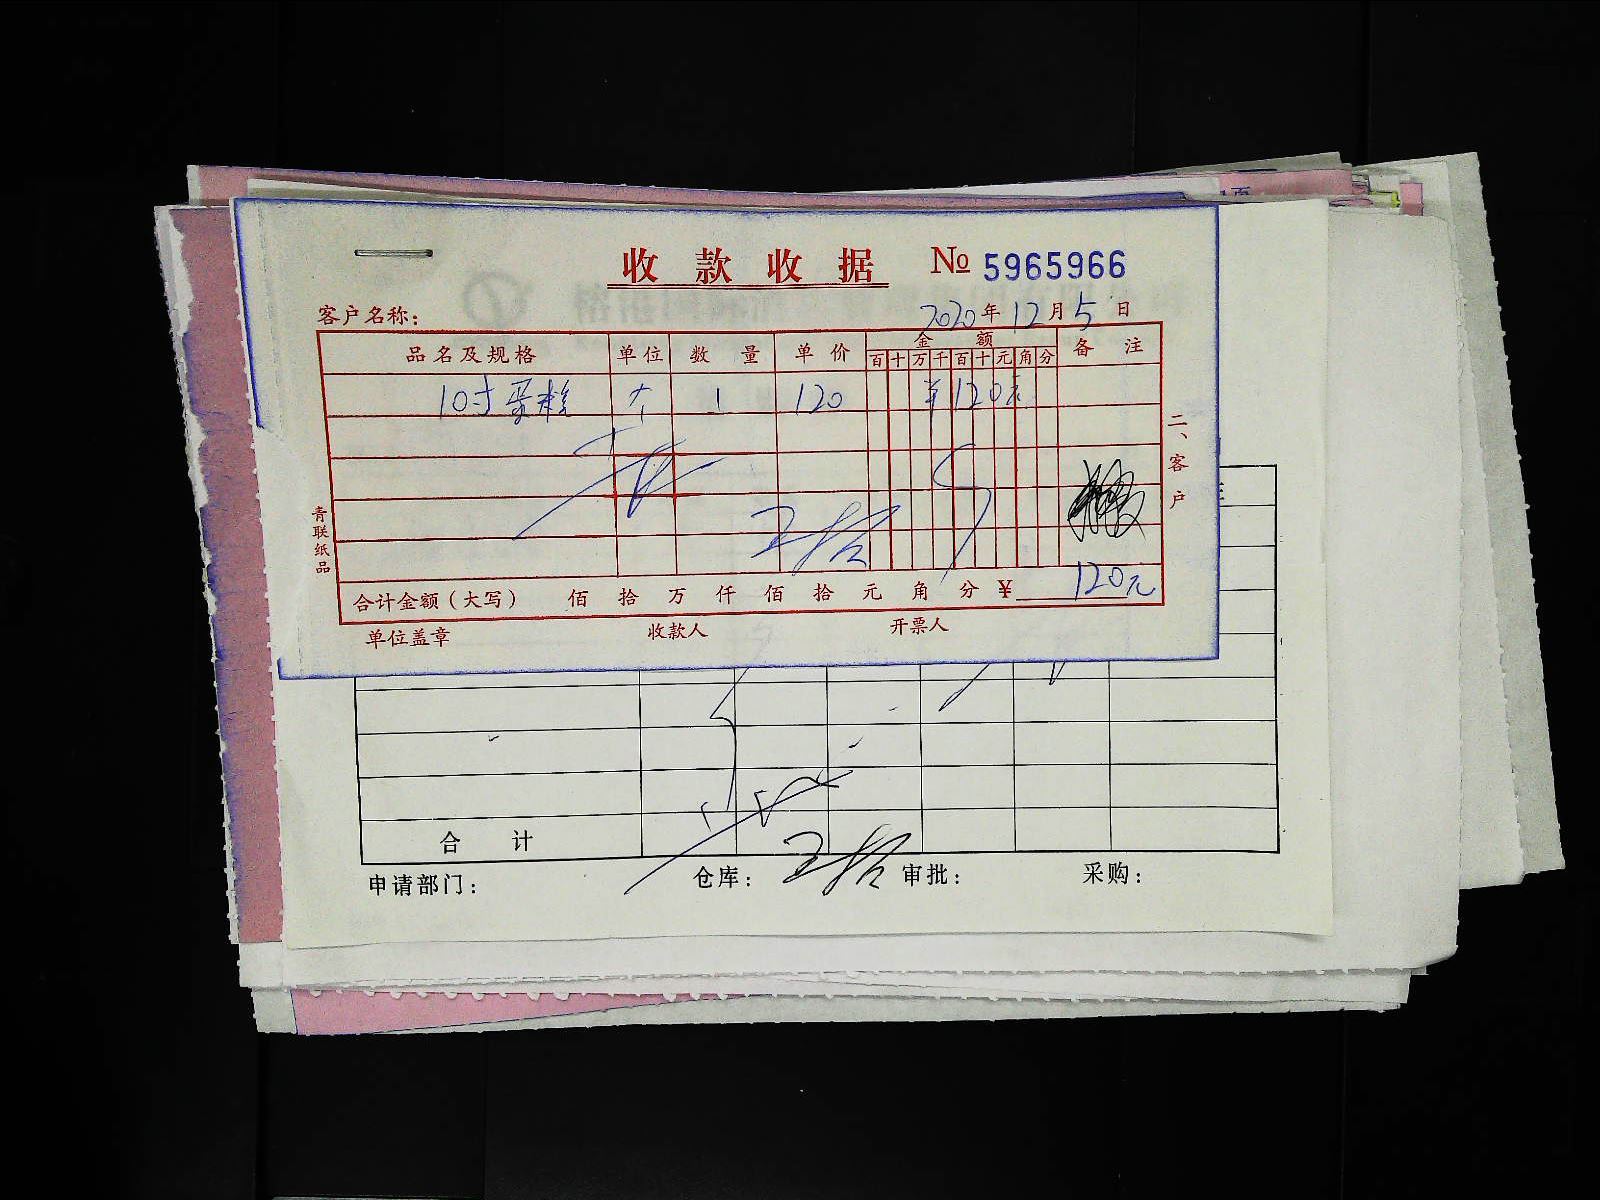 收款收据 № 5965966
客户名称： 2020年12月5日
品名及规格 单位 数量 单价 金额 备注
百十万千百十元角分
10寸蛋糕 个 1 120 ¥120元
二、客户
青联纸品
合计金额（大写） 佰 拾 万 仟 佰 拾 元 角 分 ¥120元
单位盖章 收款人 开票人
合计
申请部门： 仓库： 审批： 采购：